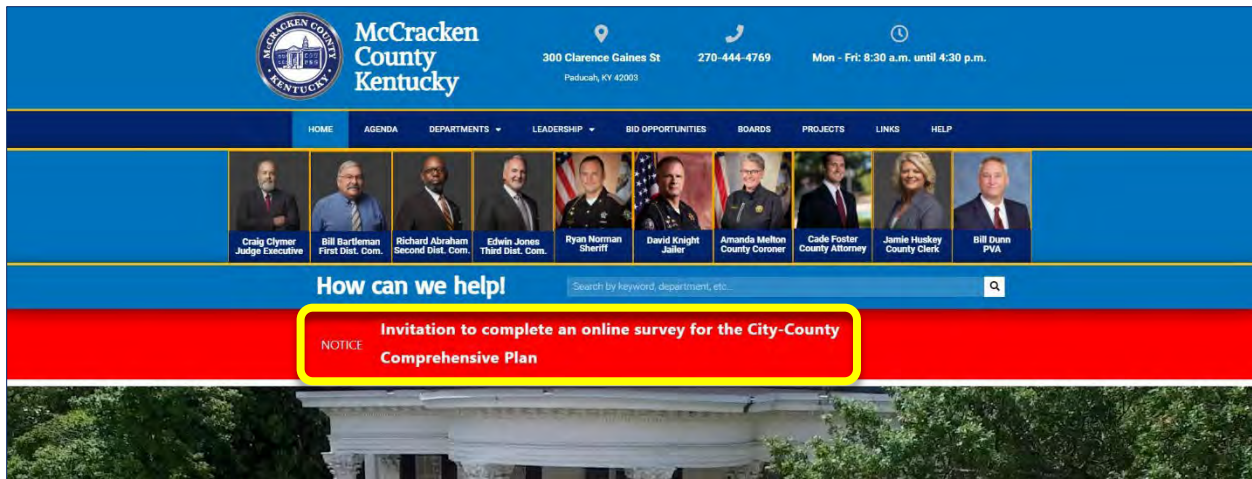 McCRACKEN COUNTY
KENTUCKY
McCracken
County
Kentucky
300 Clarence Gaines St
Paducah, KY 42003
270-444-4769
Mon - Fri: 8:30 a.m. until 4:30 p.m.
HOME AGENDA DEPARTMENTS LEADERSHIP BID OPPORTUNITIES BOARDS PROJECTS LINKS HELP
Craig Clymer
Judge Executive
Bill Bartleman
First Dist. Com.
Richard Abraham
Second Dist. Com.
Edwin Jones
Third Dist. Com.
Ryan Norman
Sheriff
David Knight
Jailer
Amanda Melton
County Coroner
Cade Foster
County Attorney
Jamie Huskey
County Clerk
Bill Dunn
PVA
How can we help!
Search by keyword, department, etc...
NOTICE
Invitation to complete an online survey for the City-County
Comprehensive Plan